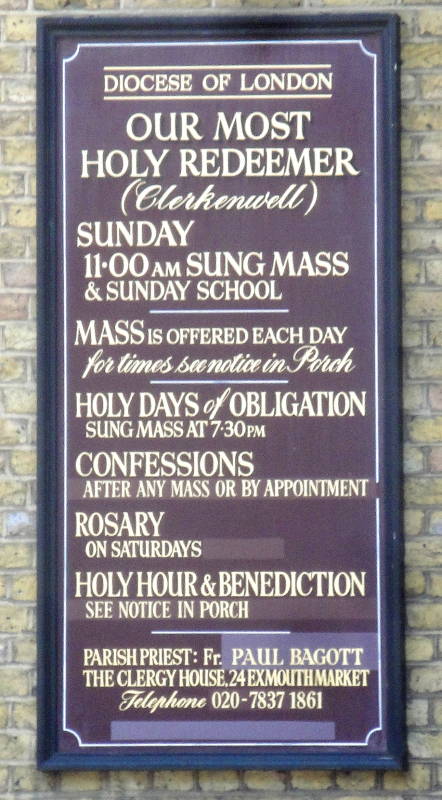 DIOCESE OF LONDON
OUR MOST
HOLY REDEEMER
(Clerkenwell)
SUNDAY
11·00 AM SUNG MASS
& SUNDAY SCHOOL
MASS IS OFFERED EACH DAY
for times see notice in Porch
HOLY DAYS of OBLIGATION
SUNG MASS AT 7·30 PM
CONFESSIONS
AFTER ANY MASS OR BY APPOINTMENT
ROSARY
ON SATURDAYS
HOLY HOUR & BENEDICTION
SEE NOTICE IN PORCH
PARISH PRIEST: Fr. PAUL BAGOTT
THE CLERGY HOUSE, 24 EXMOUTH MARKET
Telephone 020-7837 1861